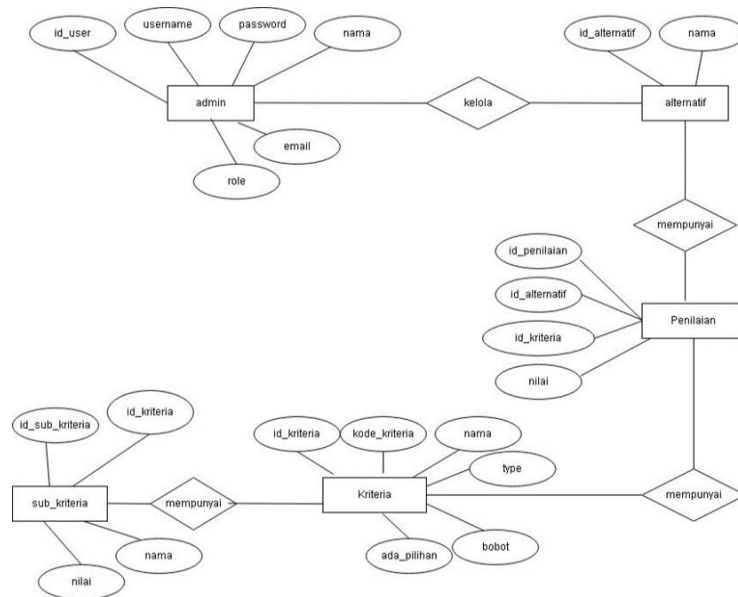 id_user
username
password
nama
id_alternatif
nama
admin
kelola
alternatif
email
role
mempunyai
id_penilaian
id_alternatif
Penilaian
id_kriteria
nilai
id_sub_kriteria
id_kriteria
id_kriteria
kode_kriteria
nama
type
sub_kriteria
mempunyai
Kriteria
mempunyai
nama
ada_pilihan
bobot
nilai